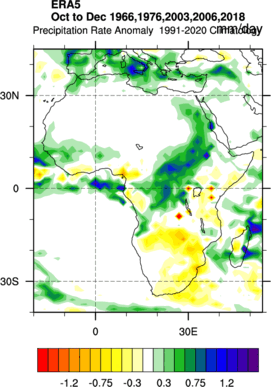 ERA5
Oct to Dec 1966,1976,2003,2006,2018
Precipitation Rate Anomaly 1991-2020
mm/day
30N
0
30S
0
30E
-1.2 -0.75 -0.3 0.3 0.75 1.2